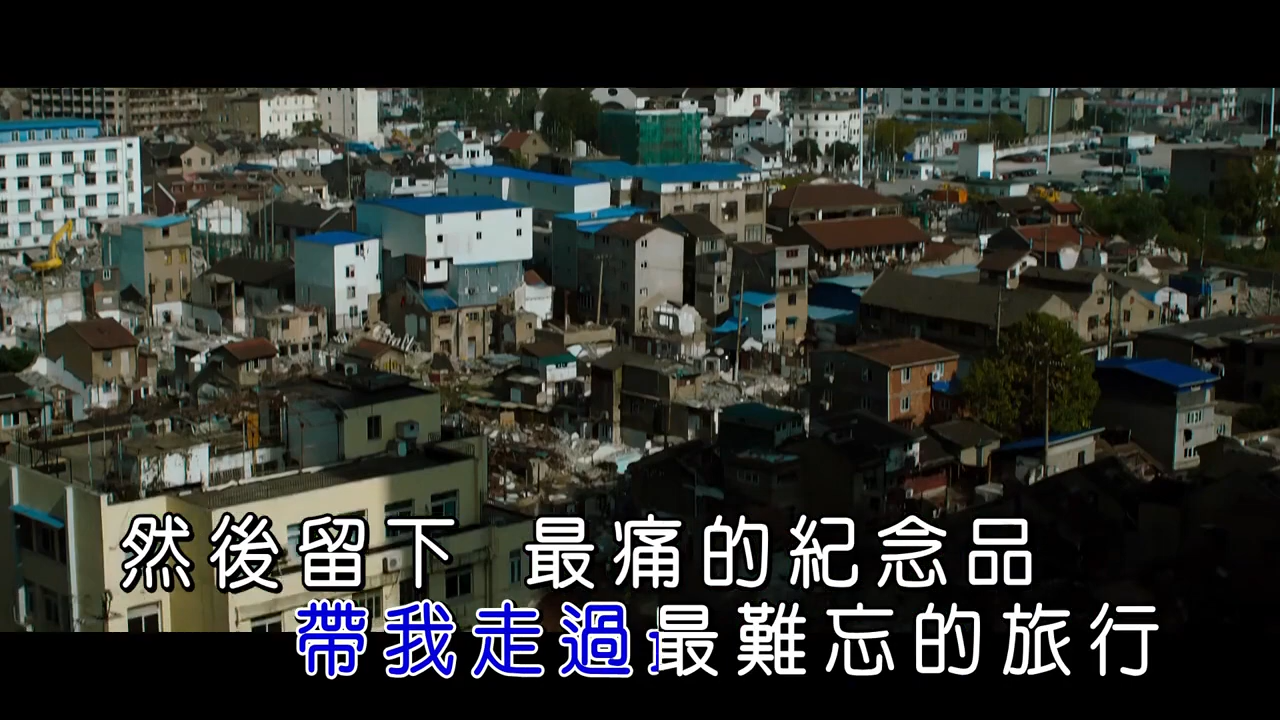 然後留下 最痛的紀念品
帶我走過最難忘的旅行